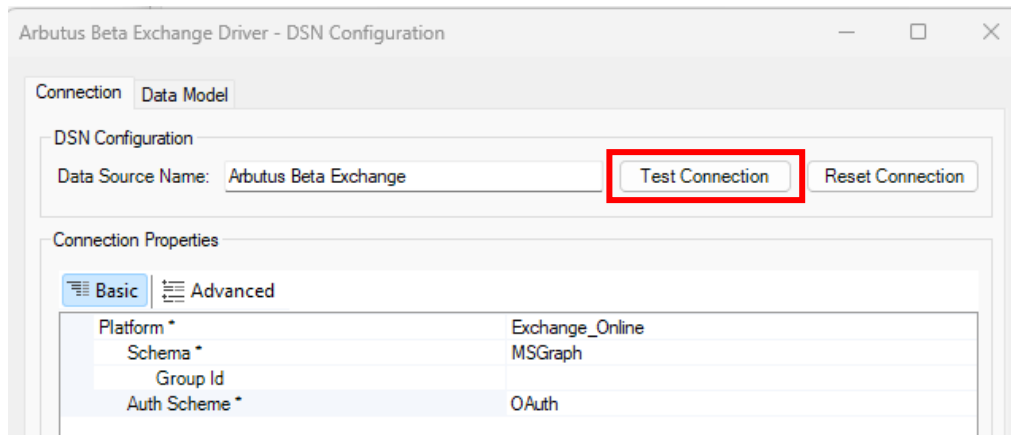 Arbutus Beta Exchange Driver - DSN Configuration
Connection Data Model
DSN Configuration
Data Source Name: Arbutus Beta Exchange Test Connection Reset Connection
Connection Properties
Basic Advanced
Platform * Exchange_Online
Schema * MSGraph
Group Id
Auth Scheme * OAuth